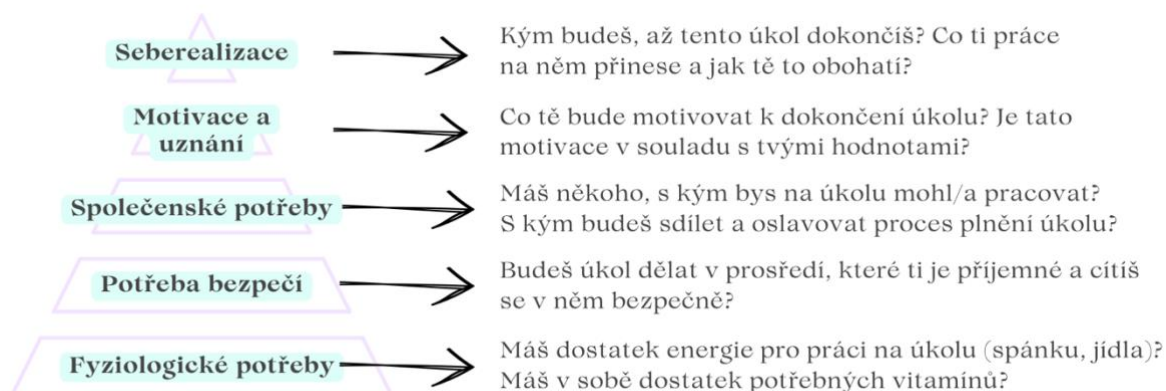 Seberealizace
Kým budeš, až tento úkol dokončíš? Co ti práce
na něm přinese a jak tě to obohatí?
Motivace a
uznání
Co tě bude motivovat k dokončení úkolu? Je tato
motivace v souladu s tvými hodnotami?
Společenské potřeby
Máš někoho, s kým bys na úkolu mohl/a pracovat?
S kým budeš sdílet a oslavovat proces plnění úkolu?
Potřeba bezpečí
Budeš úkol dělat v prosředí, které ti je příjemné a cítíš
se v něm bezpečně?
Fyziologické potřeby
Máš dostatek energie pro práci na úkolu (spánku, jídla)?
Máš v sobě dostatek potřebných vitamínů?